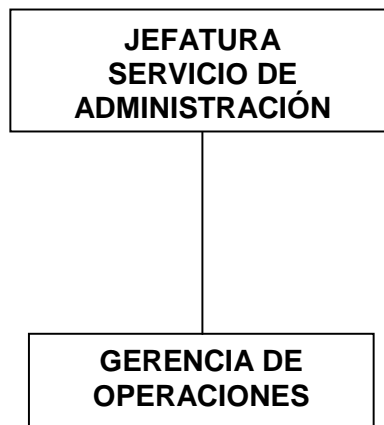 JEFATURA
SERVICIO DE
ADMINISTRACIÓN
GERENCIA DE
OPERACIONES